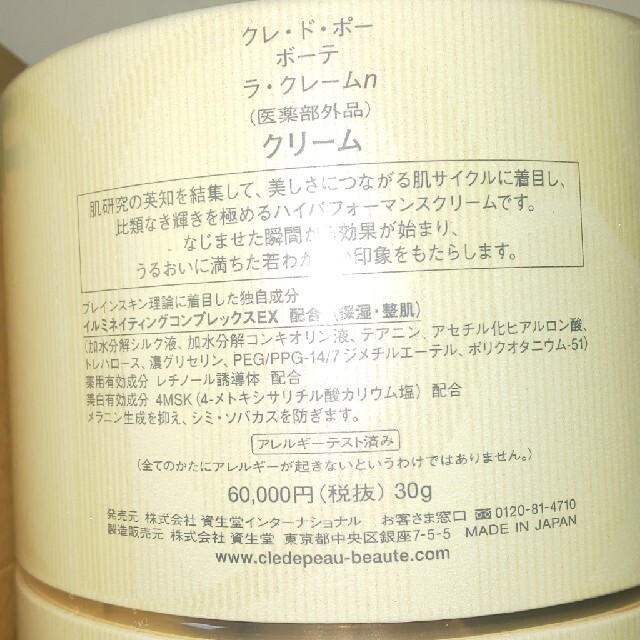 クレ・ド・ポー
ボーテ
ラ・クレームn
(医薬部外品)
クリーム
肌研究の英知を結集して、美しさにつながる肌サイクルに着目し、
比類なき輝きを極めるハイパフォーマンスクリームです。
なじませた瞬間から効果が始まり、
うるおいに満ちた若わか い印象をもたらします。
ブレインスキン理論に着目した独自成分
イルミネイティングコンプレックスEX 配合 (保湿・整肌)
(加水分解シルク液、加水分解コンキオリン液、テアニン、アセチル化ヒアルロン酸、
トレハロース、濃グリセリン、PEG/PPG-14/7ジメチルエーテル、ポリクオタニウム-51)
薬用有効成分 レチノール誘導体 配合
美白有効成分 4MSK (4-メトキシサリチル酸カリウム塩) 配合
メラニン生成を抑え、シミ・ソバカスを防ぎます。
アレルギーテスト済み
(全てのかたにアレルギーが起きないというわけではありません。)
60,000円(税抜) 30g
発売元 株式会社 資生堂インターナショナル お客さま窓口 0120-81-4710
製造販売元 株式会社 資生堂 東京都中央区銀座7-5-5 MADE IN JAPAN
www.cledepeau-beaute.com